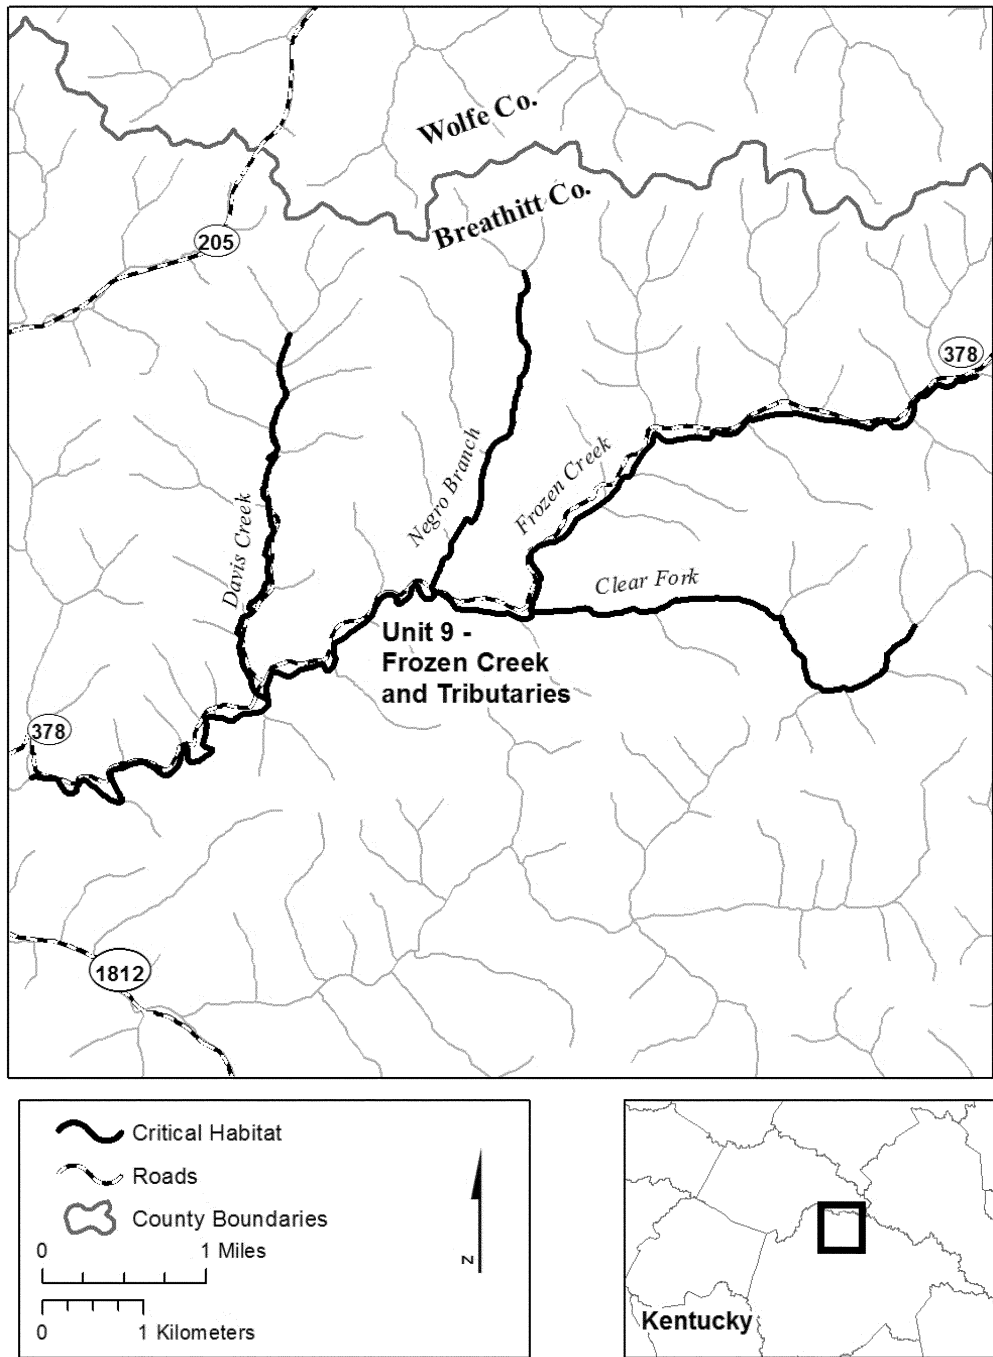 Wolfe Co.
Breathitt Co.
205
378
Negro Branch
Frozen Creek
Davis Creek
Clear Fork
Unit 9 -
Frozen Creek
and Tributaries
378
1812
Critical Habitat
Roads
County Boundaries
0 1 Miles
0 1 Kilometers
N
Kentucky